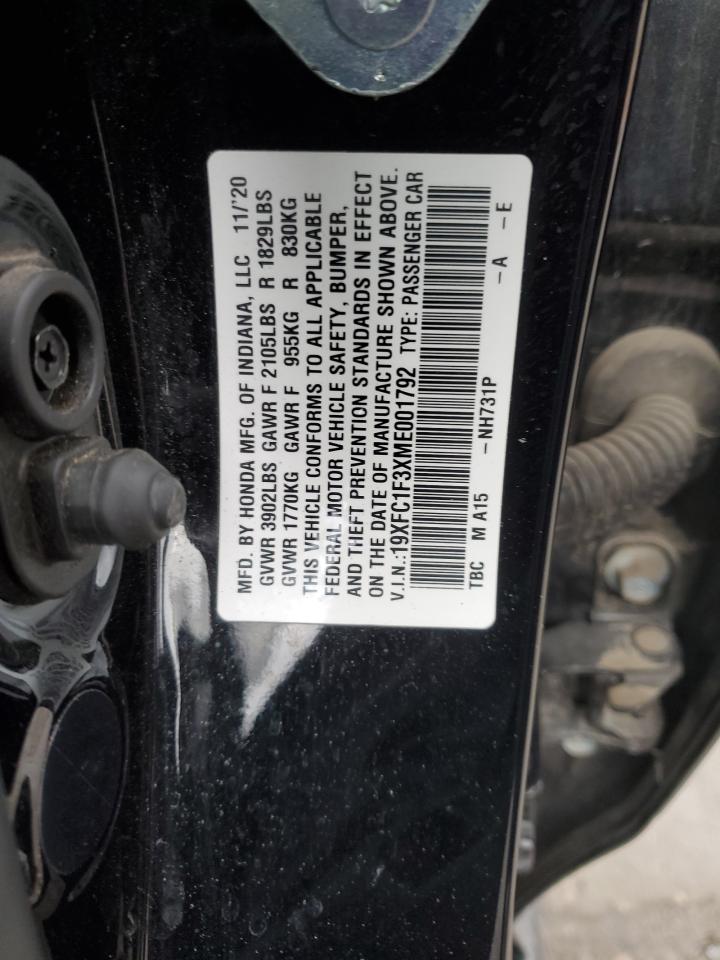 MFD. BY HONDA MFG. OF INDIANA, LLC 11/'20
GVWR 3902LBS GAWR F 2105LBS R 1829LBS
GVWR 1770KG GAWR F 955KG R 830KG
THIS VEHICLE CONFORMS TO ALL APPLICABLE
FEDERAL MOTOR VEHICLE SAFETY, BUMPER,
AND THEFT PREVENTION STANDARDS IN EFFECT
ON THE DATE OF MANUFACTURE SHOWN ABOVE.
V.I.N.:19XFC1F3XME001792 TYPE: PASSENGER CAR
TBC M A15 -NH731P -A -E